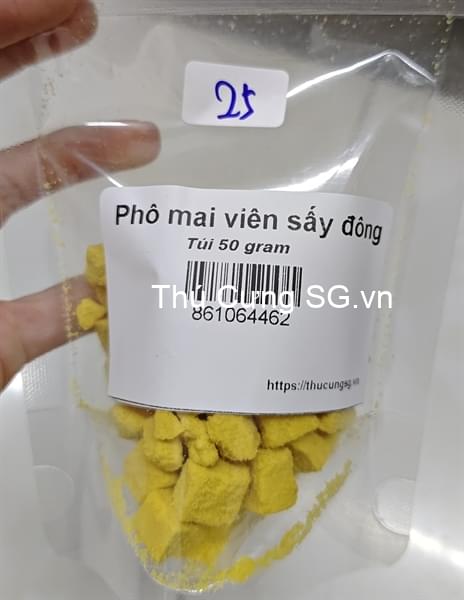 25
Phô mai viên sấy đông
Túi 50 gram
Thú Cưng SG.vn
861064462
https://thucungsg.vn